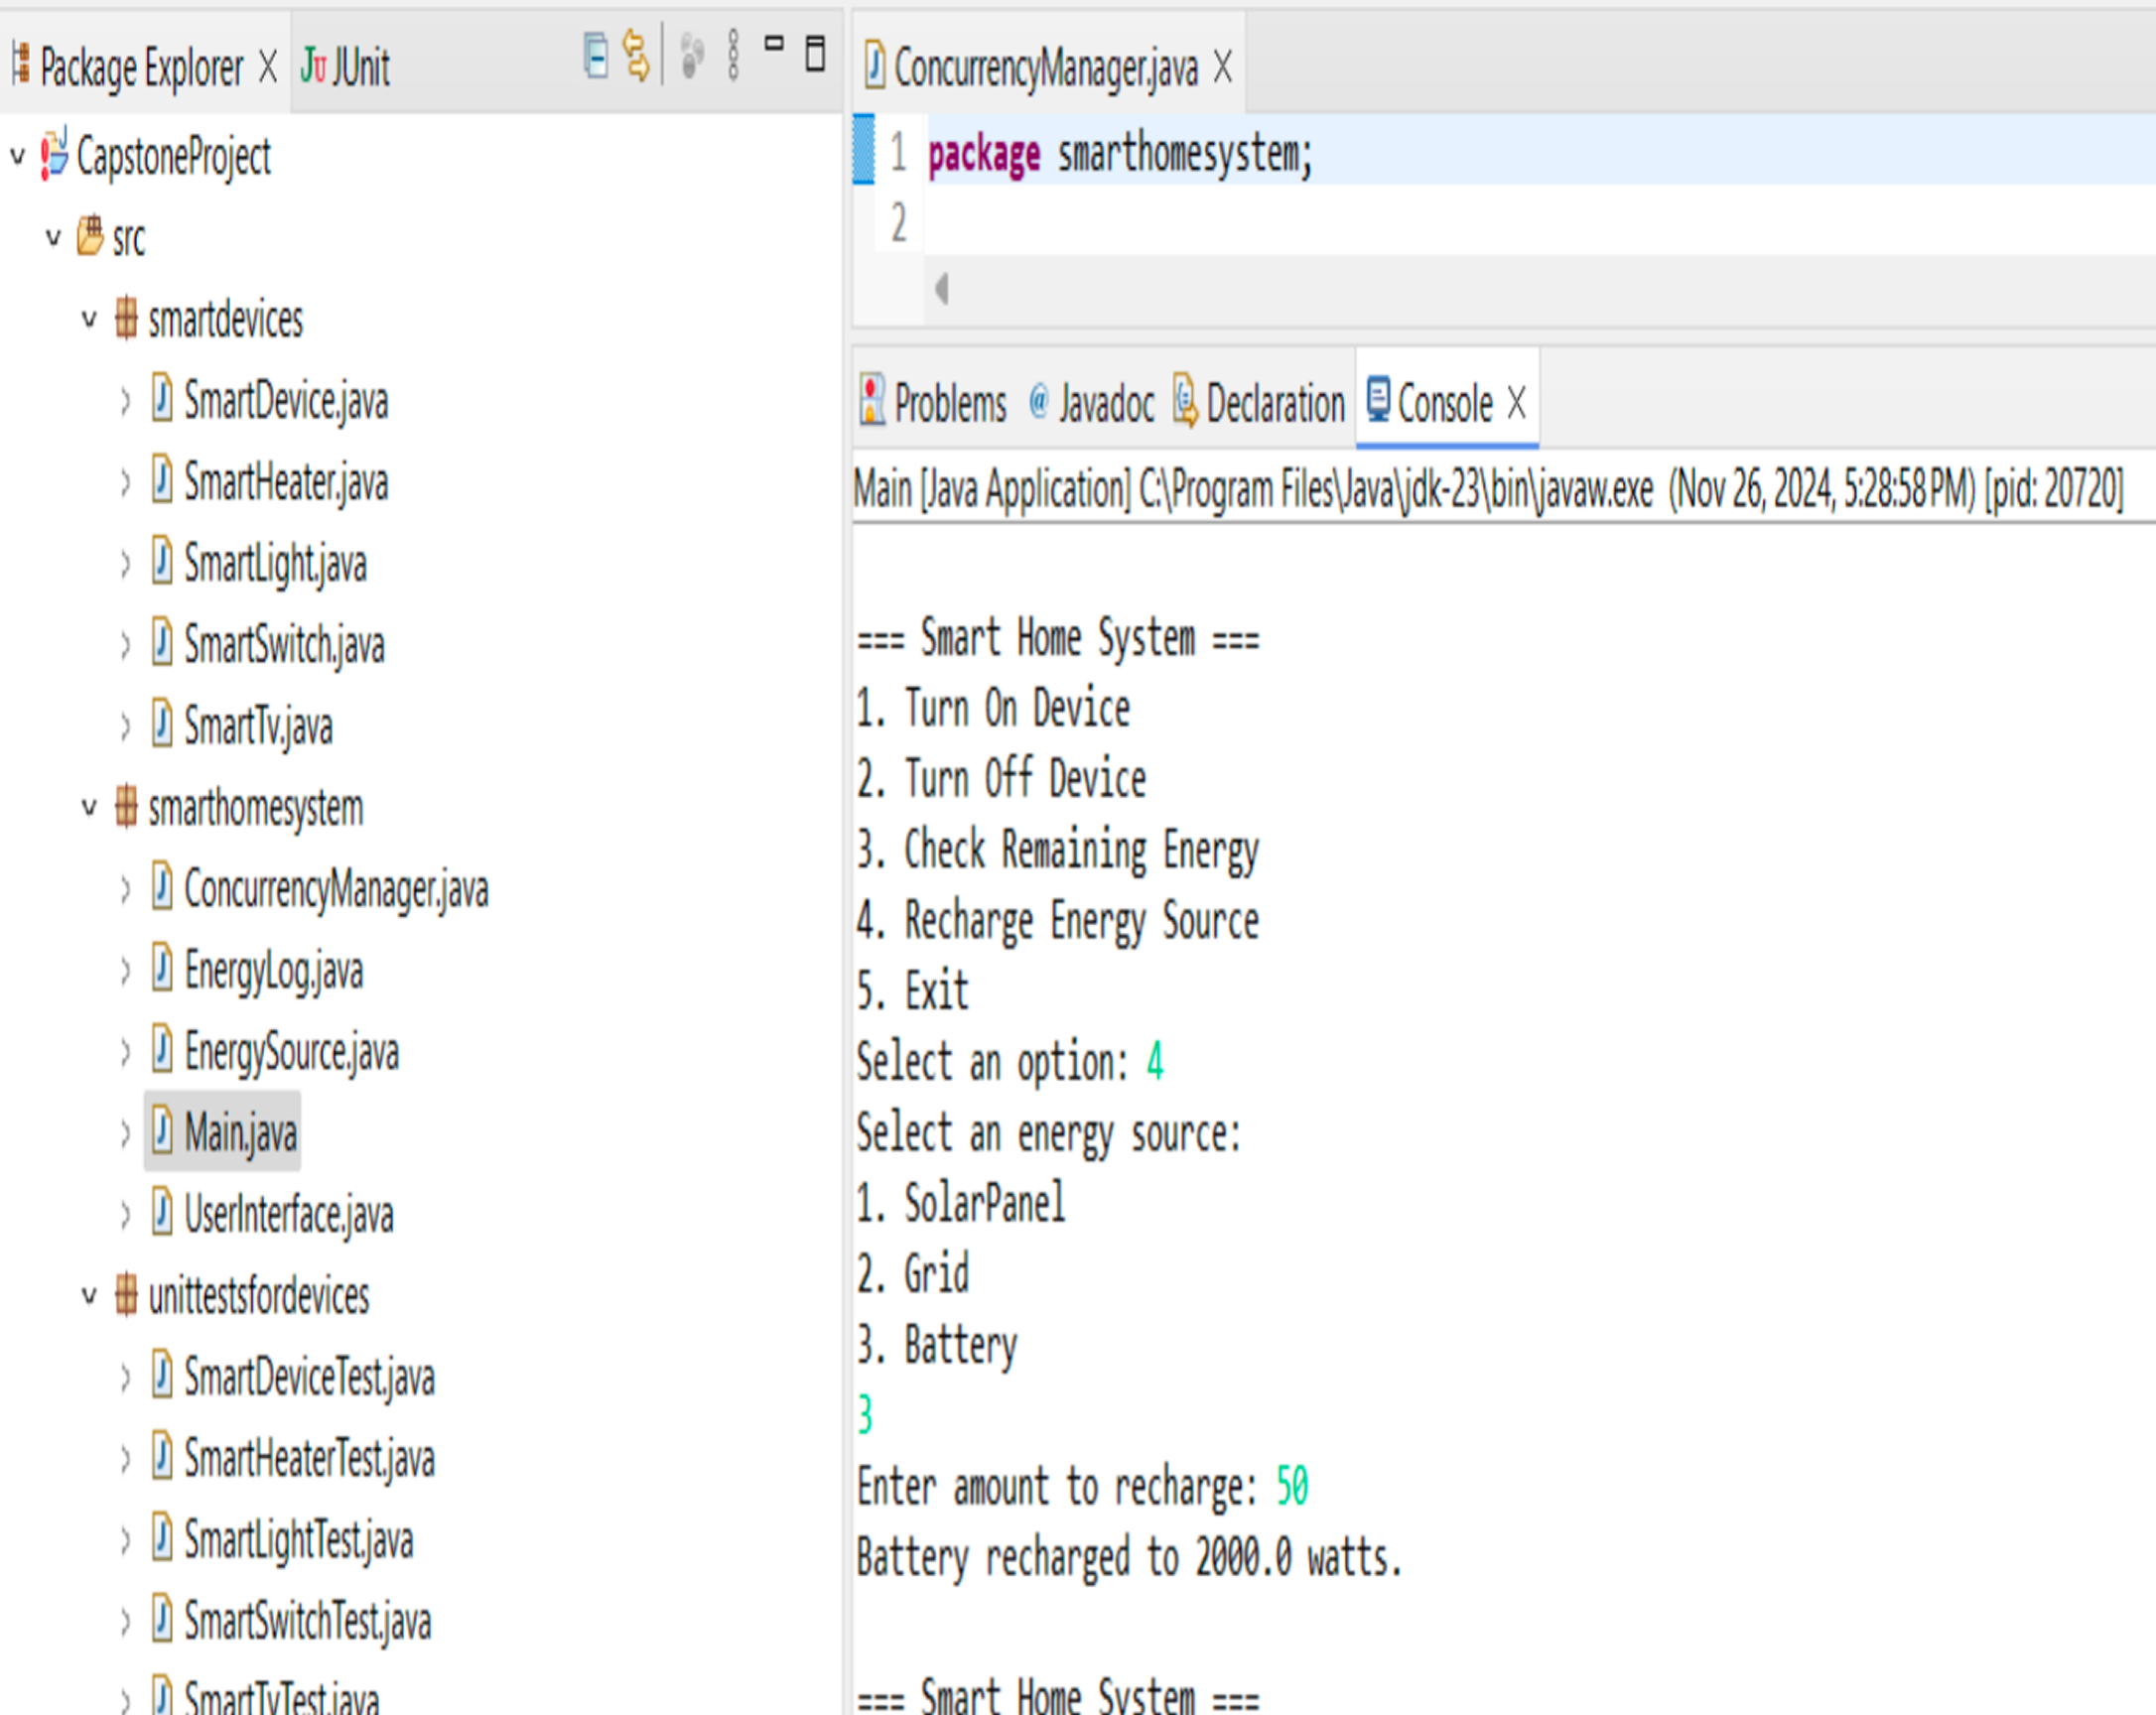 Package Explorer
JUnit
CapstoneProject
src
smartdevices
SmartDevice.java
SmartHeater.java
SmartLight.java
SmartSwitch.java
SmartTv.java
smarthomesystem
ConcurrencyManager.java
EnergyLog.java
EnergySource.java
Main.java
UserInterface.java
unittestsfordevices
SmartDeviceTest.java
SmartHeaterTest.java
SmartLightTest.java
SmartSwitchTest.java
SmartTvTest.java
ConcurrencyManager.java
1 package smarthomesystem;
2
Problems @ Javadoc Declaration Console
Main [Java Application] C:\Program Files\Java\jdk-23\bin\javaw.exe (Nov 26, 2024, 5:28:58 PM) [pid: 20720]
=== Smart Home System ===
1. Turn On Device
2. Turn Off Device
3. Check Remaining Energy
4. Recharge Energy Source
5. Exit
Select an option: 4
Select an energy source:
1. SolarPanel
2. Grid
3. Battery
3
Enter amount to recharge: 50
Battery recharged to 2000.0 watts.
=== Smart Home System ===